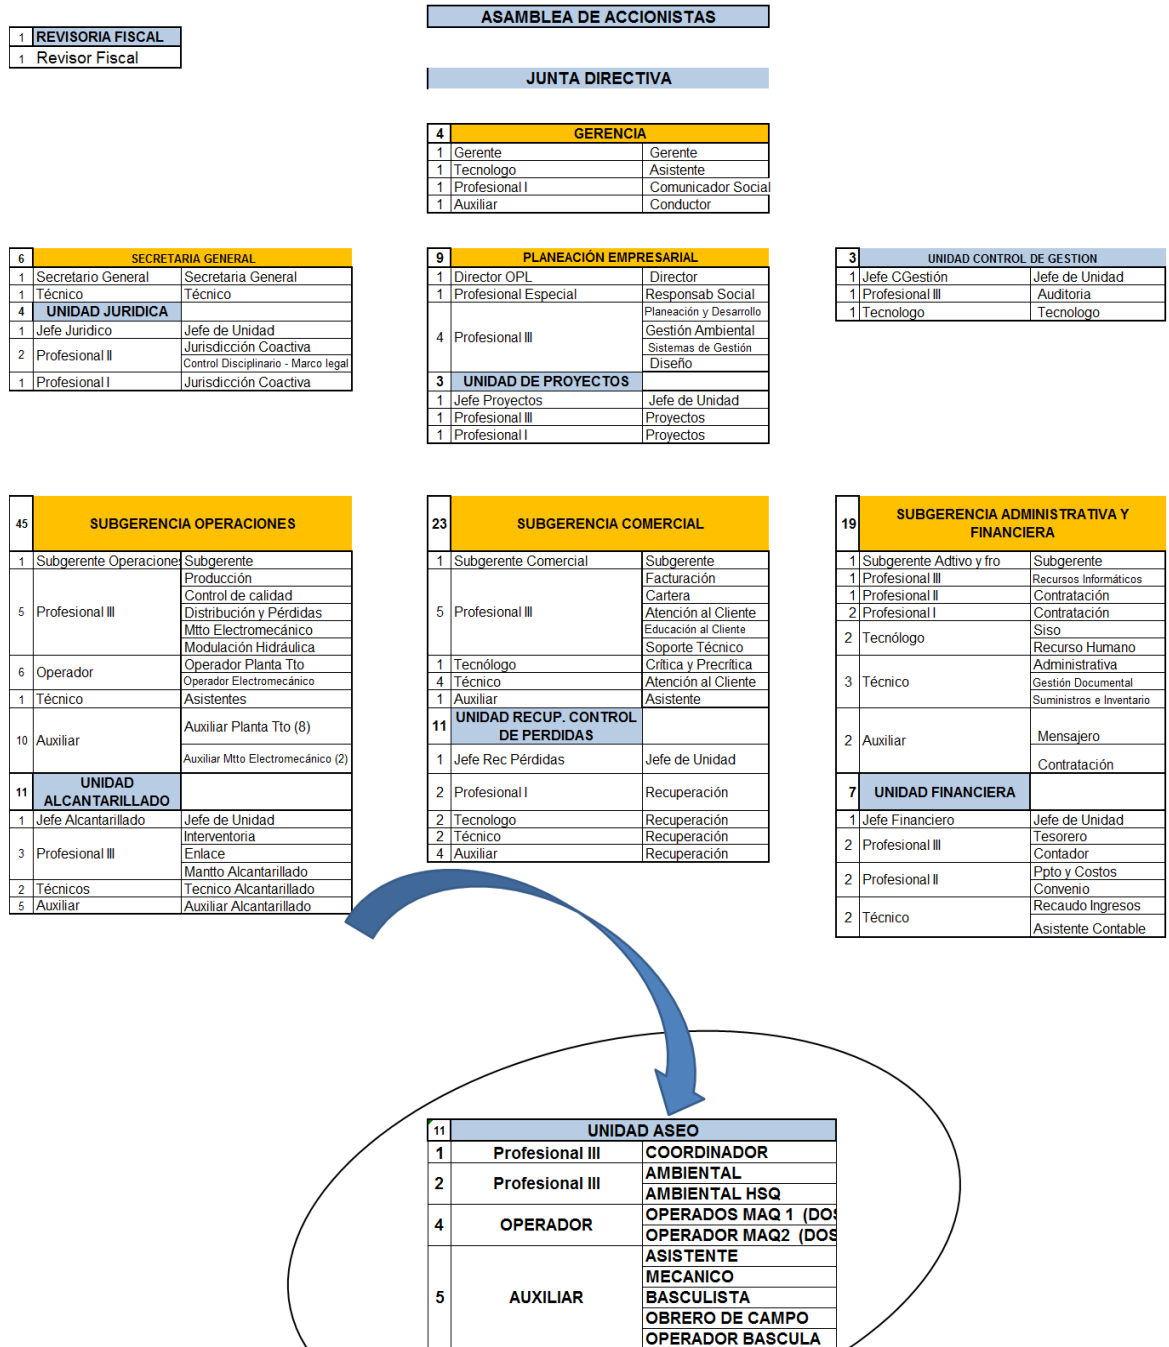 ASAMBLEA DE ACCIONISTAS
1 REVISORIA FISCAL
1 Revisor Fiscal
JUNTA DIRECTIVA
4 GERENCIA
1 Gerente Gerente
1 Tecnologo Asistente
1 Profesional I Comunicador Social
1 Auxiliar Conductor
6 SECRETARIA GENERAL
1 Secretario General Secretaria General
1 Técnico Técnico
4 UNIDAD JURIDICA
1 Jefe Juridico Jefe de Unidad
2 Profesional II Jurisdicción Coactiva
Control Disciplinario - Marco legal
1 Profesional I Jurisdicción Coactiva
9 PLANEACIÓN EMPRESARIAL
1 Director OPL Director
1 Profesional Especial Responsab Social
4 Profesional III Planeación y Desarrollo
Gestión Ambiental
Sistemas de Gestión
Diseño
3 UNIDAD DE PROYECTOS
1 Jefe Proyectos Jefe de Unidad
1 Profesional III Proyectos
1 Profesional I Proyectos
3 UNIDAD CONTROL DE GESTION
1 Jefe CGestión Jefe de Unidad
1 Profesional III Auditoria
1 Tecnologo Tecnologo
45 SUBGERENCIA OPERACIONES
1 Subgerente Operaciones Subgerente
5 Profesional III Producción
Control de calidad
Distribución y Pérdidas
Mtto Electromecánico
Modulación Hidráulica
6 Operador Operador Planta Tto
Operador Electromecánico
1 Técnico Asistentes
10 Auxiliar Auxiliar Planta Tto (8)
Auxiliar Mtto Electromecánico (2)
11 UNIDAD
ALCANTARILLADO
1 Jefe Alcantarillado Jefe de Unidad
3 Profesional III Interventoria
Enlace
Mantto Alcantarillado
2 Técnicos Tecnico Alcantarillado
5 Auxiliar Auxiliar Alcantarillado
23 SUBGERENCIA COMERCIAL
1 Subgerente Comercial Subgerente
5 Profesional III Facturación
Cartera
Atención al Cliente
Educación al Cliente
Soporte Técnico
1 Tecnólogo Crítica y Precrítica
4 Técnico Atención al Cliente
1 Auxiliar Asistente
11 UNIDAD RECUP. CONTROL
DE PERDIDAS
1 Jefe Rec Pérdidas Jefe de Unidad
2 Profesional I Recuperación
2 Tecnologo Recuperación
2 Técnico Recuperación
4 Auxiliar Recuperación
19 SUBGERENCIA ADMINISTRATIVA Y
FINANCIERA
1 Subgerente Adtivo y fro Subgerente
1 Profesional III Recursos Informáticos
1 Profesional II Contratación
2 Profesional I Contratación
2 Tecnólogo Siso
Recurso Humano
3 Técnico Administrativa
Gestión Documental
Suministros e Inventario
2 Auxiliar Mensajero
Contratación
7 UNIDAD FINANCIERA
1 Jefe Financiero Jefe de Unidad
2 Profesional III Tesorero
Contador
2 Profesional II Ppto y Costos
Convenio
2 Técnico Recaudo Ingresos
Asistente Contable
11 UNIDAD ASEO
1 Profesional III COORDINADOR
2 Profesional III AMBIENTAL
AMBIENTAL HSQ
4 OPERADOR OPERADOS MAQ 1 (DOS
OPERADOR MAQ2 (DOS
5 AUXILIAR ASISTENTE
MECANICO
BASCULISTA
OBRERO DE CAMPO
OPERADOR BASCULA